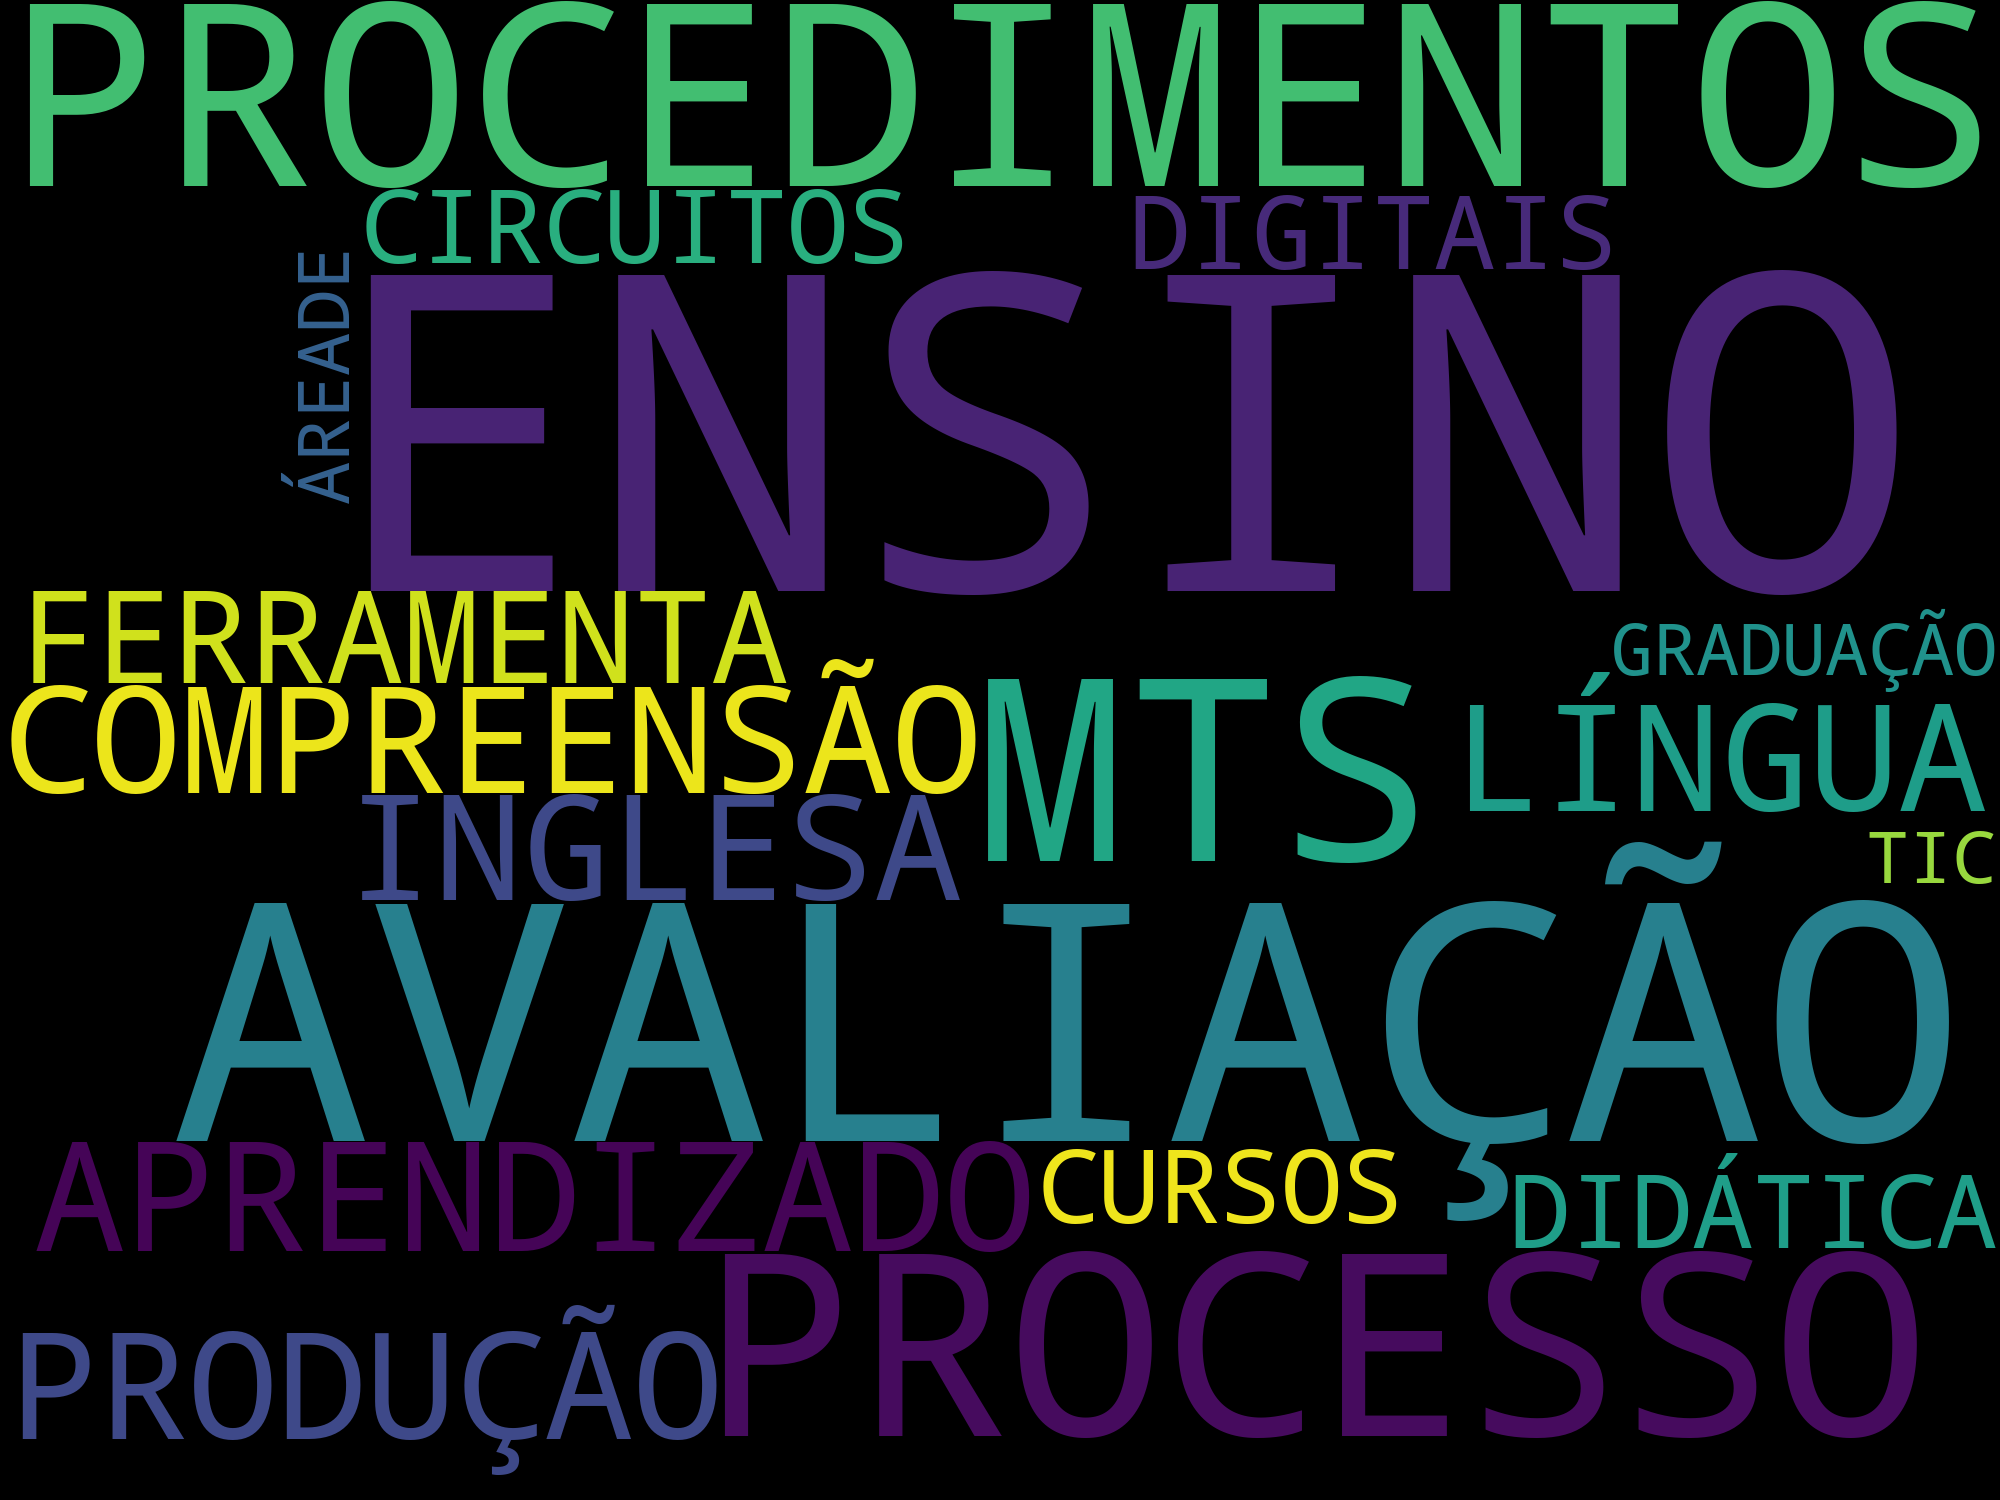 PROCEDIMENTOS
CIRCUITOS
DIGITAIS
ÁREADE
ENSINO
FERRAMENTA
GRADUAÇÃO
COMPREENSÃO
MTS
LÍNGUA
INGLESA
TIC
AVALIAÇÃO
APRENDIZADO
CURSOS
DIDÁTICA
PROCESSO
PRODUÇÃO